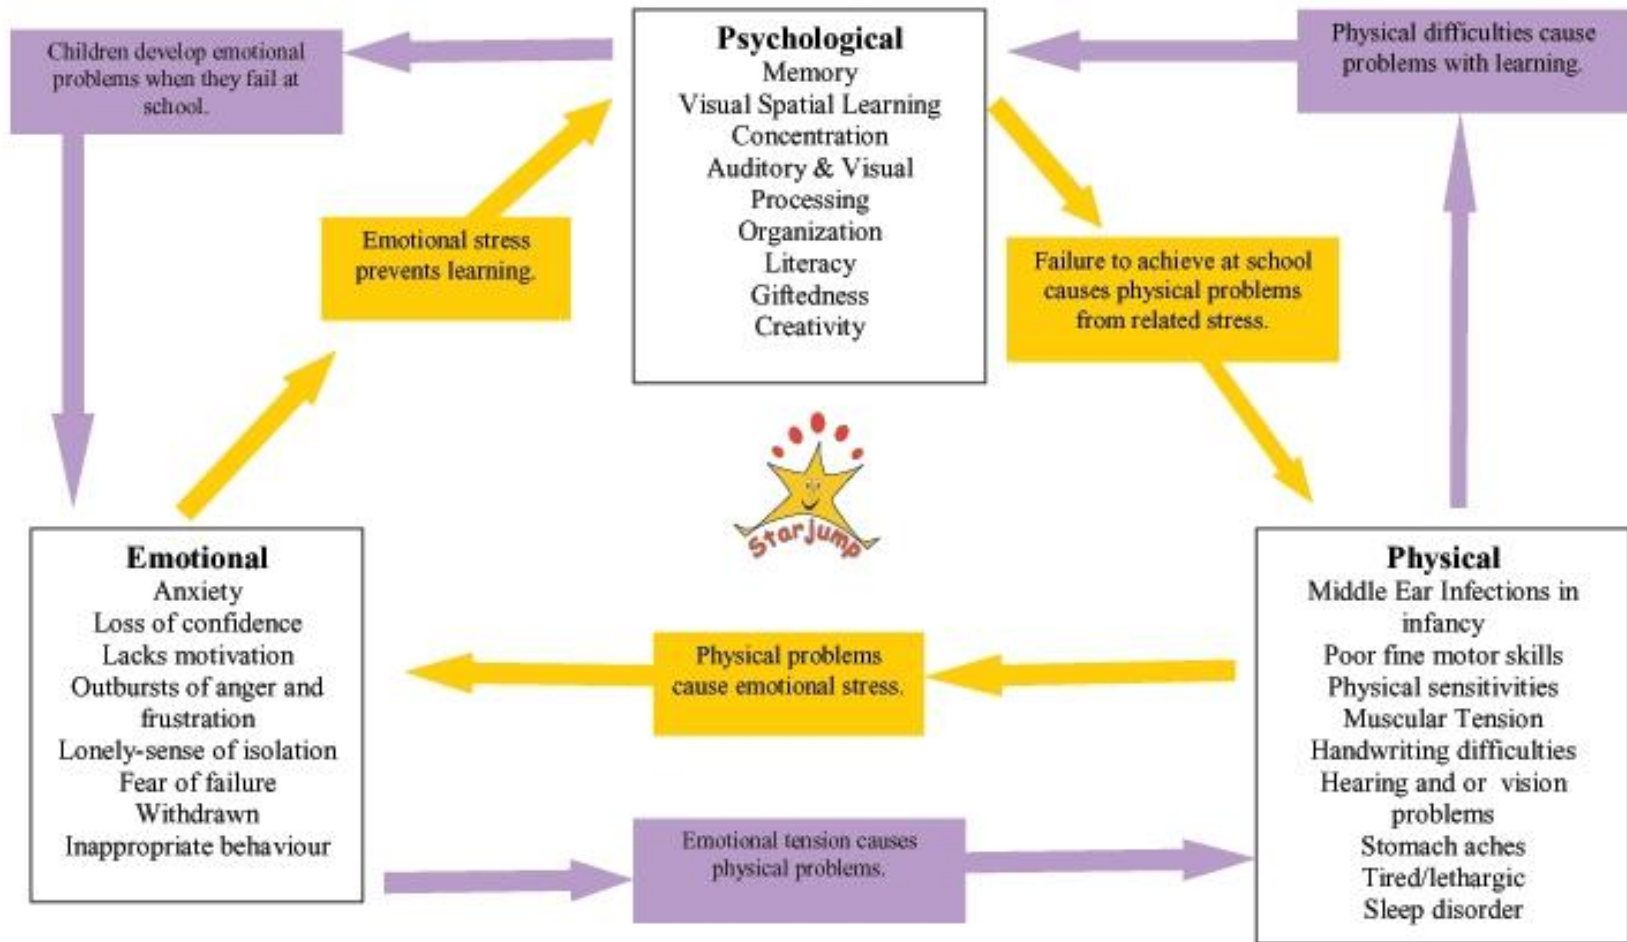 Children develop emotional
problems when they fail at
school.
Psychological
Memory
Visual Spatial Learning
Concentration
Auditory & Visual
Processing
Organization
Literacy
Giftedness
Creativity
Physical difficulties cause
problems with learning.
Emotional stress
prevents learning.
Failure to achieve at school
causes physical problems
from related stress.
Starjump
Emotional
Anxiety
Loss of confidence
Lacks motivation
Outbursts of anger and
frustration
Lonely-sense of isolation
Fear of failure
Withdrawn
Inappropriate behaviour
Physical problems
cause emotional stress.
Emotional tension causes
physical problems.
Physical
Middle Ear Infections in
infancy
Poor fine motor skills
Physical sensitivities
Muscular Tension
Handwriting difficulties
Hearing and or vision
problems
Stomach aches
Tired/lethargic
Sleep disorder